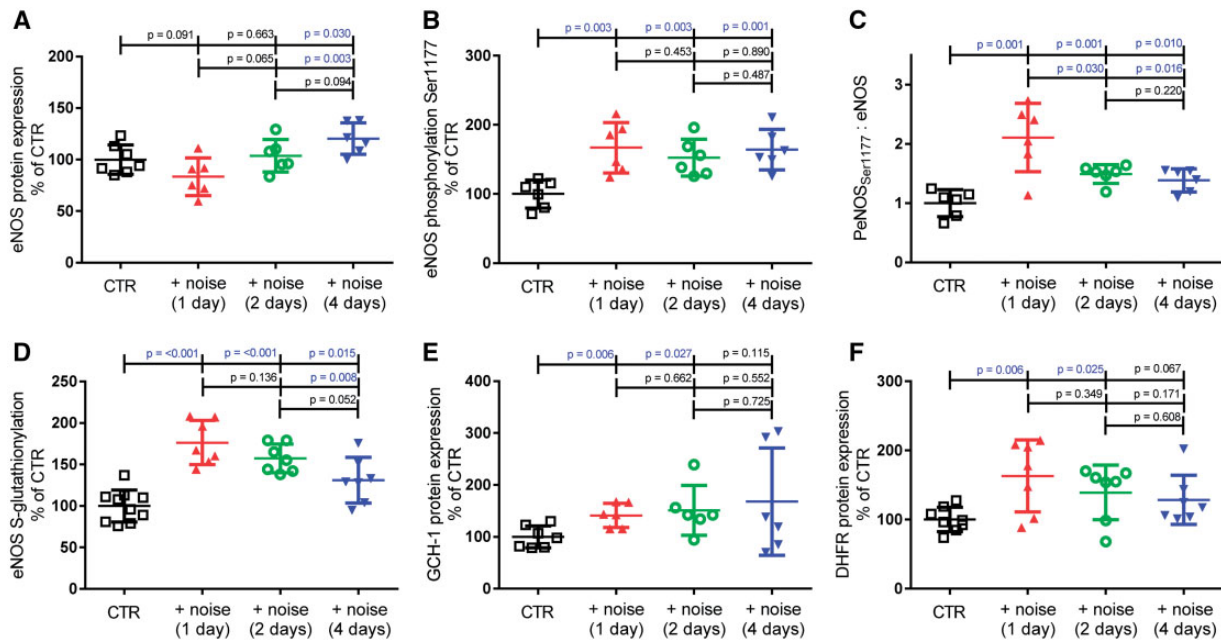 A
p = 0.091
p = 0.663
p = 0.030
p = 0.065
p = 0.003
p = 0.094
eNOS protein expression
% of CTR
200
150
100
50
0
CTR
+ noise
(1 day)
+ noise
(2 days)
+ noise
(4 days)
B
p = 0.003
p = 0.003
p = 0.001
p = 0.453
p = 0.890
p = 0.487
eNOS phosphorylation Ser1177
% of CTR
300
200
100
0
CTR
+ noise
(1 day)
+ noise
(2 days)
+ noise
(4 days)
C
p = 0.001
p = 0.001
p = 0.010
p = 0.030
p = 0.016
p = 0.220
PeNOSSer1177 : eNOS
3
2
1
0
CTR
+ noise
(1 day)
+ noise
(2 days)
+ noise
(4 days)
D
p = <0.001
p = <0.001
p = 0.015
p = 0.136
p = 0.008
p = 0.052
eNOS S-glutathionylation
% of CTR
250
200
150
100
50
0
CTR
+ noise
(1 day)
+ noise
(2 days)
+ noise
(4 days)
E
p = 0.006
p = 0.027
p = 0.115
p = 0.662
p = 0.552
p = 0.725
GCH-1 protein expression
% of CTR
400
300
200
100
0
CTR
+ noise
(1 day)
+ noise
(2 days)
+ noise
(4 days)
F
p = 0.006
p = 0.025
p = 0.067
p = 0.349
p = 0.171
p = 0.608
DHFR protein expression
% of CTR
300
200
100
0
CTR
+ noise
(1 day)
+ noise
(2 days)
+ noise
(4 days)